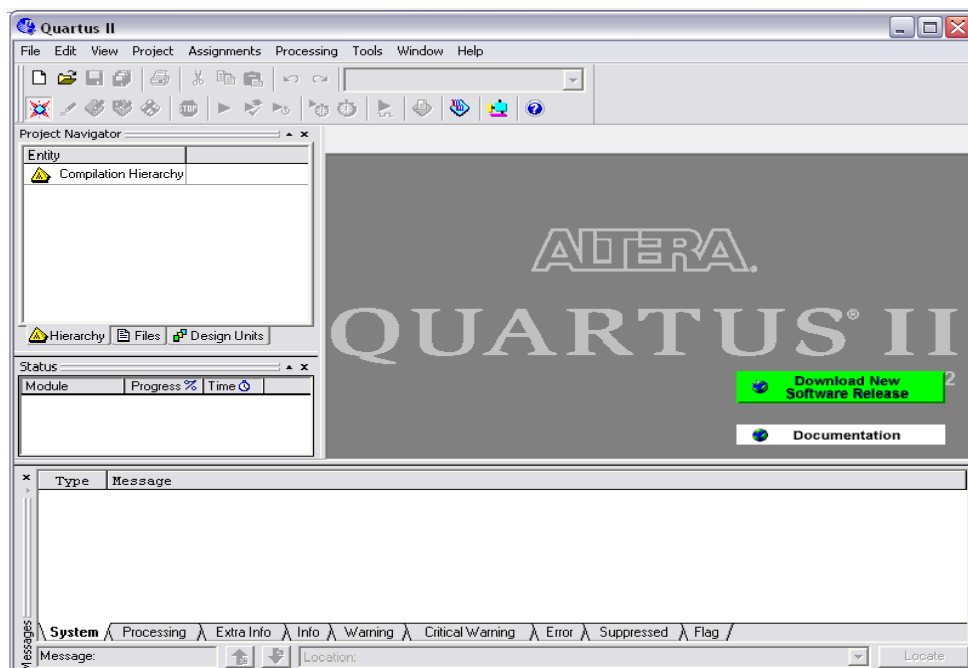 Quartus II
File Edit View Project Assignments Processing Tools Window Help
STOP
Project Navigator
Entity
Compilation Hierarchy
Hierarchy Files Design Units
Status
Module Progress % Time
ALTERA.
QUARTUS® II
2
Download New
Software Release
Documentation
Type Message
System Processing Extra Info Info Warning Critical Warning Error Suppressed Flag
Messages
Message: Location: Locate